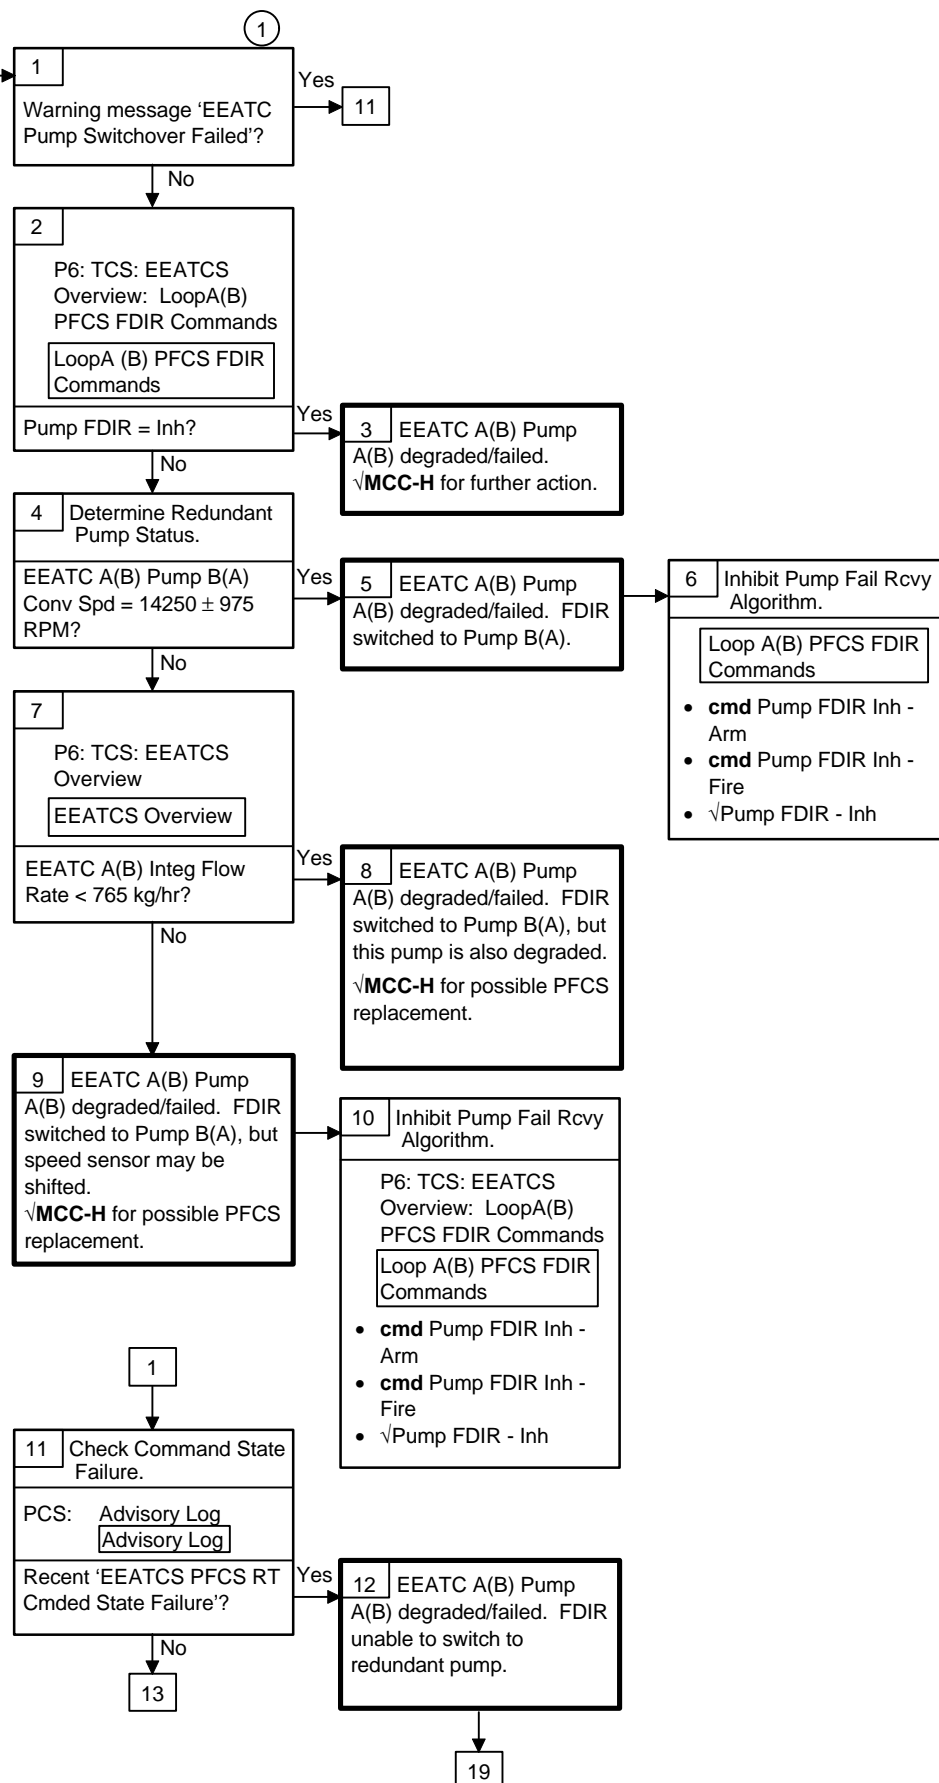 1
1
Warning message ‘EEATC
Pump Switchover Failed’?
Yes
11
No
2
P6: TCS: EEATCS
Overview: LoopA(B)
PFCS FDIR Commands
LoopA (B) PFCS FDIR
Commands
Pump FDIR = Inh?
Yes
3 EEATC A(B) Pump
A(B) degraded/failed.
√MCC-H for further action.
No
4 Determine Redundant
Pump Status.
EEATC A(B) Pump B(A)
Conv Spd = 14250 ± 975
RPM?
Yes
5 EEATC A(B) Pump
A(B) degraded/failed. FDIR
switched to Pump B(A).
6 Inhibit Pump Fail Rcvy
Algorithm.
Loop A(B) PFCS FDIR
Commands
• cmd Pump FDIR Inh -
Arm
• cmd Pump FDIR Inh -
Fire
• √Pump FDIR - Inh
No
7
P6: TCS: EEATCS
Overview
EEATCS Overview
EEATC A(B) Integ Flow
Rate < 765 kg/hr?
Yes
8 EEATC A(B) Pump
A(B) degraded/failed. FDIR
switched to Pump B(A), but
this pump is also degraded.
√MCC-H for possible PFCS
replacement.
No
9 EEATC A(B) Pump
A(B) degraded/failed. FDIR
switched to Pump B(A), but
speed sensor may be
shifted.
√MCC-H for possible PFCS
replacement.
10 Inhibit Pump Fail Rcvy
Algorithm.
P6: TCS: EEATCS
Overview: LoopA(B)
PFCS FDIR Commands
Loop A(B) PFCS FDIR
Commands
• cmd Pump FDIR Inh -
Arm
• cmd Pump FDIR Inh -
Fire
• √Pump FDIR - Inh
1
11 Check Command State
Failure.
PCS: Advisory Log
Advisory Log
Recent ‘EEATCS PFCS RT
Cmded State Failure’?
Yes
12 EEATC A(B) Pump
A(B) degraded/failed. FDIR
unable to switch to
redundant pump.
No
13
19